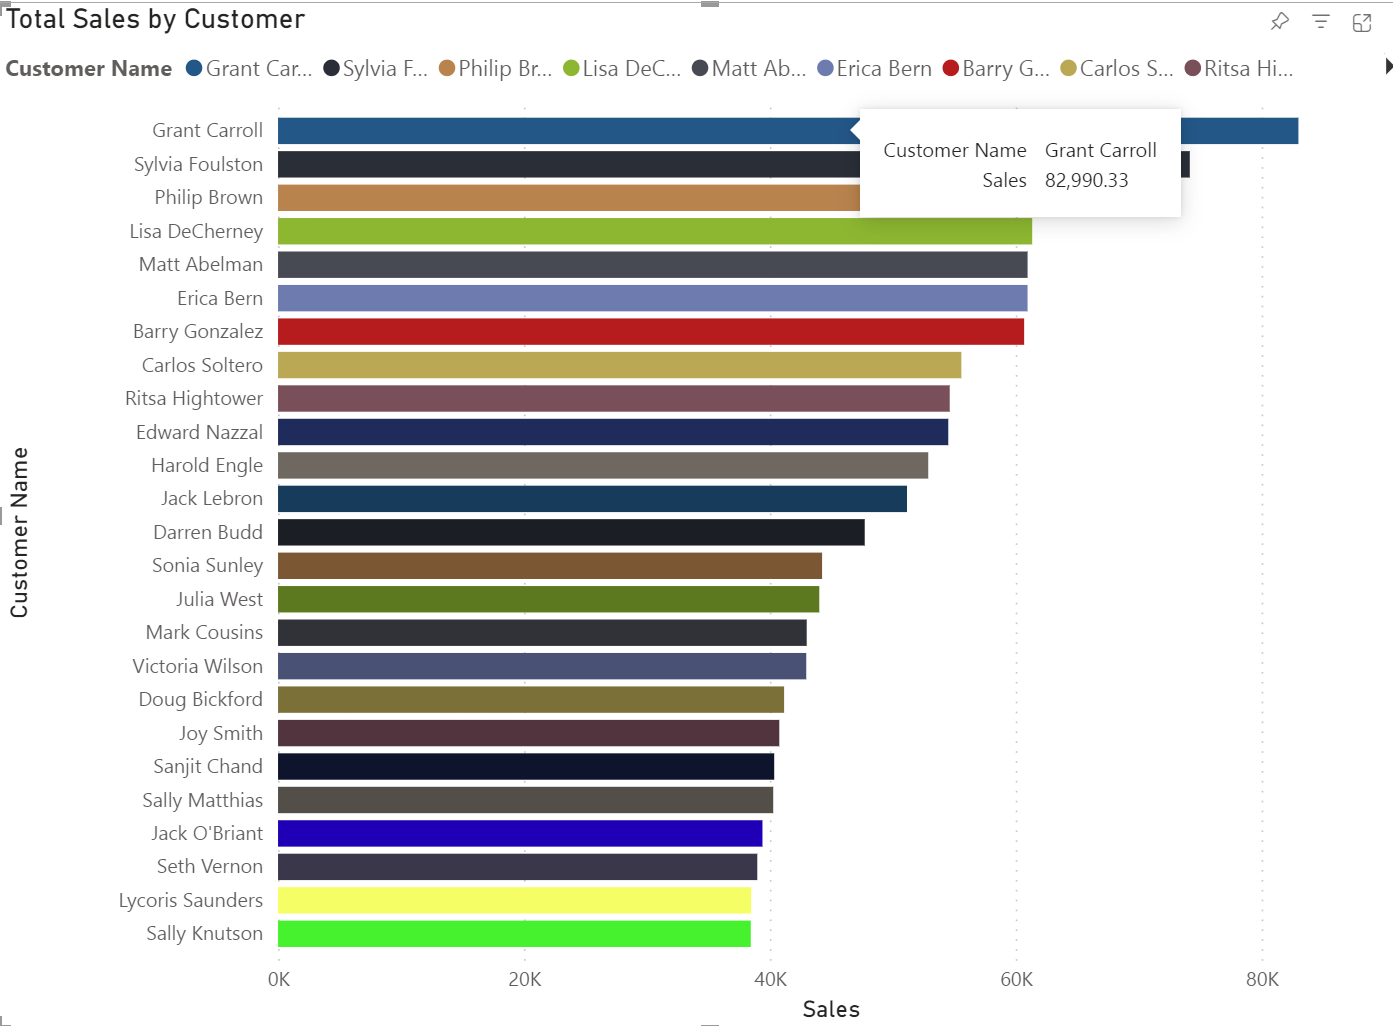 Total Sales by Customer
Customer Name Grant Car... Sylvia F... Philip Br... Lisa DeC... Matt Ab... Erica Bern Barry G... Carlos S... Ritsa Hi...
Grant Carroll
Sylvia Foulston
Philip Brown
Lisa DeCherney
Matt Abelman
Erica Bern
Barry Gonzalez
Carlos Soltero
Ritsa Hightower
Edward Nazzal
Harold Engle
Jack Lebron
Darren Budd
Sonia Sunley
Julia West
Mark Cousins
Victoria Wilson
Doug Bickford
Joy Smith
Sanjit Chand
Sally Matthias
Jack O'Briant
Seth Vernon
Lycoris Saunders
Sally Knutson
Customer Name
Customer Name Grant Carroll
Sales 82,990.33
0K 20K 40K 60K 80K
Sales